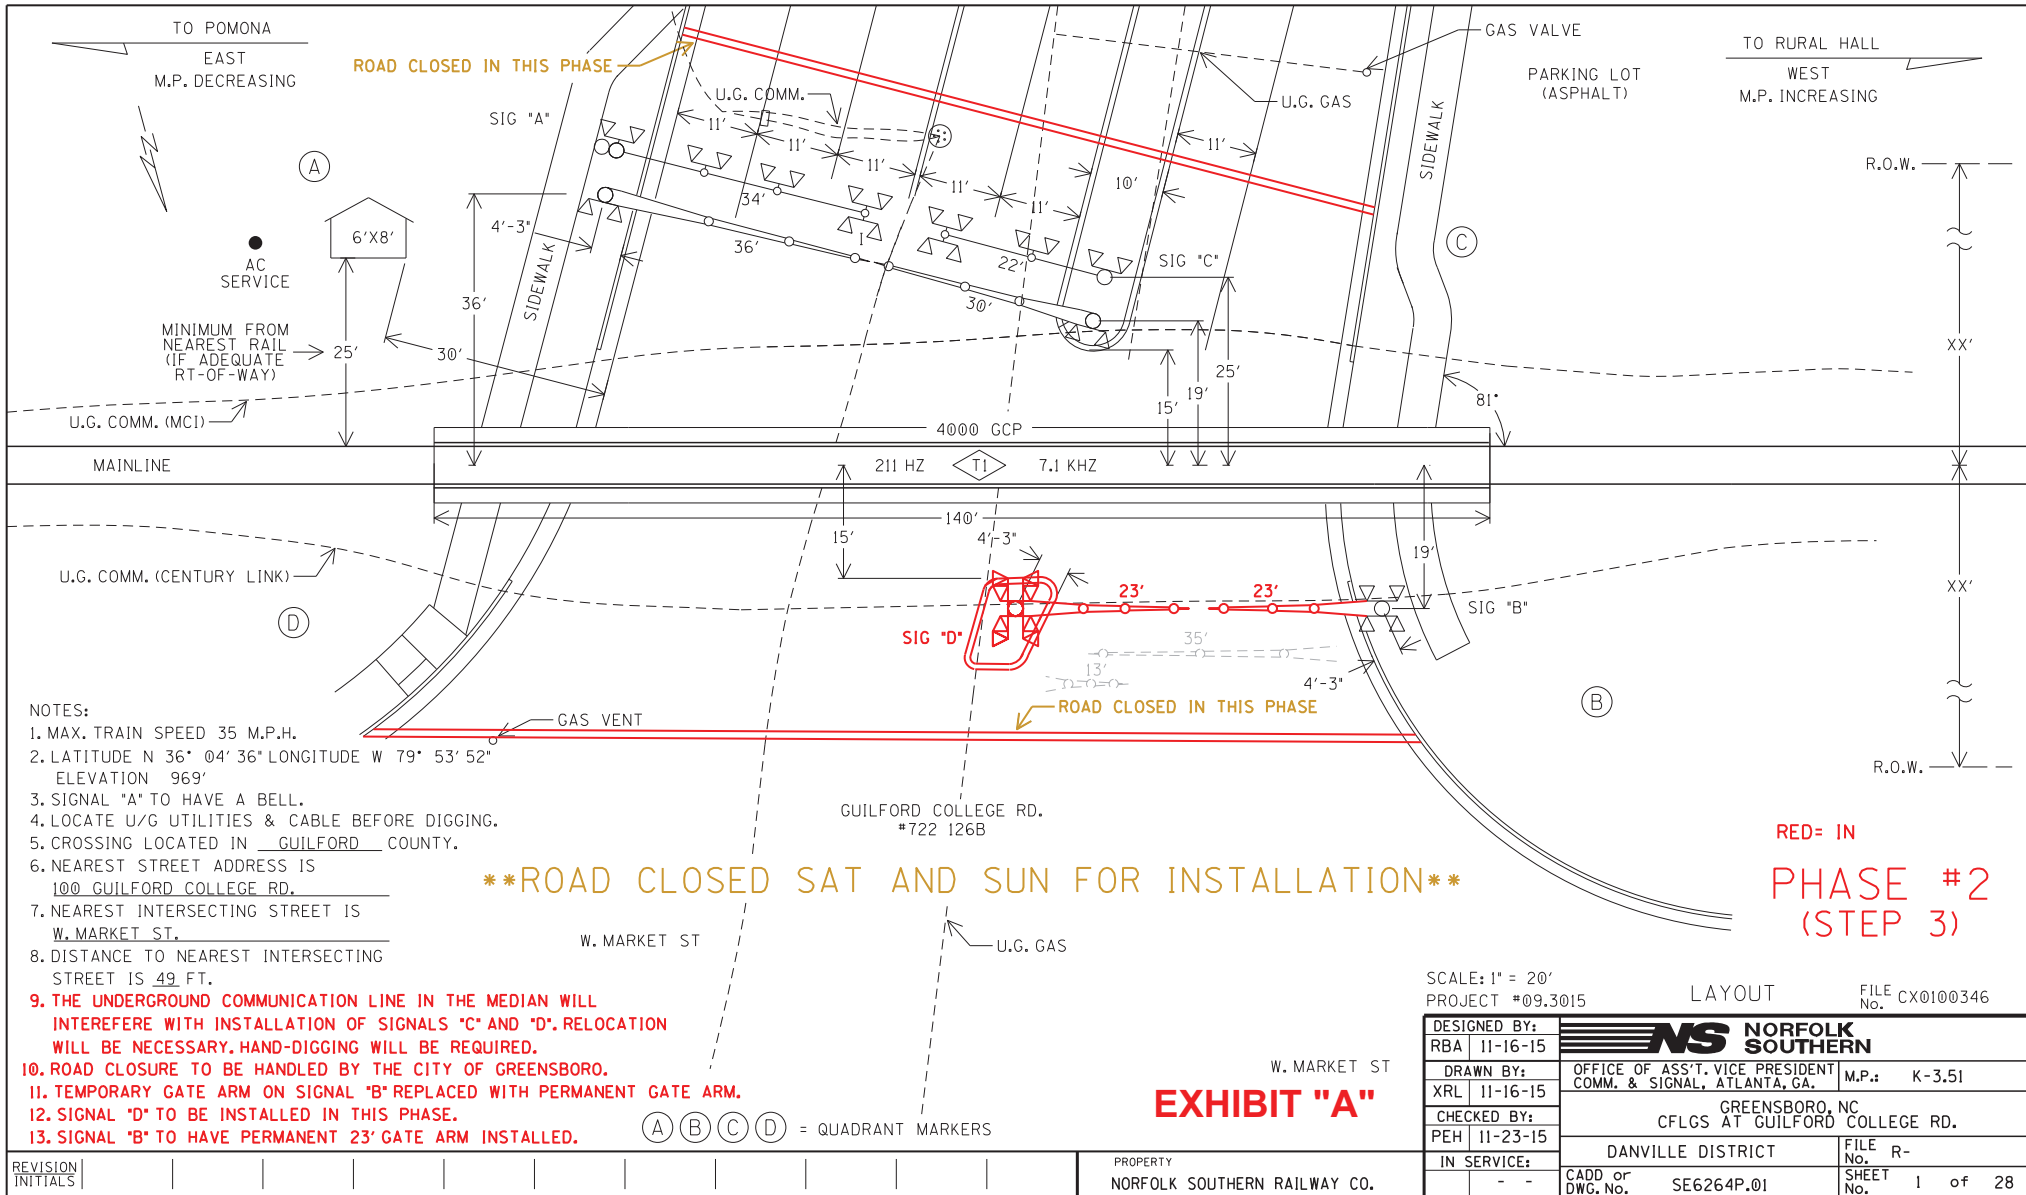 TO POMONA
EAST
M.P. DECREASING
ROAD CLOSED IN THIS PHASE
U.G. COMM.
SIG "A"
GAS VALVE
PARKING LOT
(ASPHALT)
U.G. GAS
TO RURAL HALL
WEST
M.P. INCREASING
SIDEWALK
R.O.W.
A
11'
11'
11'
11'
11'
10'
11'
34'
36'
22'
30'
SIG "C"
C
6'X8'
AC
SERVICE
4'-3"
SIDEWALK
36'
MINIMUM FROM
NEAREST RAIL
(IF ADEQUATE
RT-OF-WAY)
25'
30'
15'
19'
25'
81°
XX'
U.G. COMM. (MCI)
4000 GCP
MAINLINE
211 HZ
T1
7.1 KHZ
140'
15'
4'-3"
19'
U.G. COMM. (CENTURY LINK)
D
23'
23'
SIG "B"
XX'
SIG "D"
35'
13'
4'-3"
B
ROAD CLOSED IN THIS PHASE
GAS VENT
R.O.W.
NOTES:
1. MAX. TRAIN SPEED 35 M.P.H.
2. LATITUDE N 36° 04' 36" LONGITUDE W 79° 53' 52"
ELEVATION 969'
3. SIGNAL "A" TO HAVE A BELL.
4. LOCATE U/G UTILITIES & CABLE BEFORE DIGGING.
5. CROSSING LOCATED IN GUILFORD COUNTY.
6. NEAREST STREET ADDRESS IS
100 GUILFORD COLLEGE RD.
7. NEAREST INTERSECTING STREET IS
W. MARKET ST.
8. DISTANCE TO NEAREST INTERSECTING
STREET IS 49 FT.
9. THE UNDERGROUND COMMUNICATION LINE IN THE MEDIAN WILL
INTEREFERE WITH INSTALLATION OF SIGNALS "C" AND "D". RELOCATION
WILL BE NECESSARY. HAND-DIGGING WILL BE REQUIRED.
10. ROAD CLOSURE TO BE HANDLED BY THE CITY OF GREENSBORO.
11. TEMPORARY GATE ARM ON SIGNAL "B" REPLACED WITH PERMANENT GATE ARM.
12. SIGNAL "D" TO BE INSTALLED IN THIS PHASE.
13. SIGNAL "B" TO HAVE PERMANENT 23' GATE ARM INSTALLED.
GUILFORD COLLEGE RD.
#722 126B
**ROAD CLOSED SAT AND SUN FOR INSTALLATION**
W. MARKET ST
U.G. GAS
RED= IN
PHASE #2
(STEP 3)
W. MARKET ST
EXHIBIT "A"
A B C D = QUADRANT MARKERS
SCALE: 1" = 20'
PROJECT #09.3015
LAYOUT
FILE No. CX0100346
DESIGNED BY:
RBA 11-16-15
DRAWN BY:
XRL 11-16-15
CHECKED BY:
PEH 11-23-15
IN SERVICE:
- -
NS NORFOLK SOUTHERN
OFFICE OF ASS'T. VICE PRESIDENT
COMM. & SIGNAL, ATLANTA, GA.
M.P.: K-3.51
GREENSBORO, NC
CFLGS AT GUILFORD COLLEGE RD.
DANVILLE DISTRICT
FILE No. R-
CADD or DWG. No. SE6264P.01
SHEET No. 1 of 28
REVISION
INITIALS
PROPERTY
NORFOLK SOUTHERN RAILWAY CO.